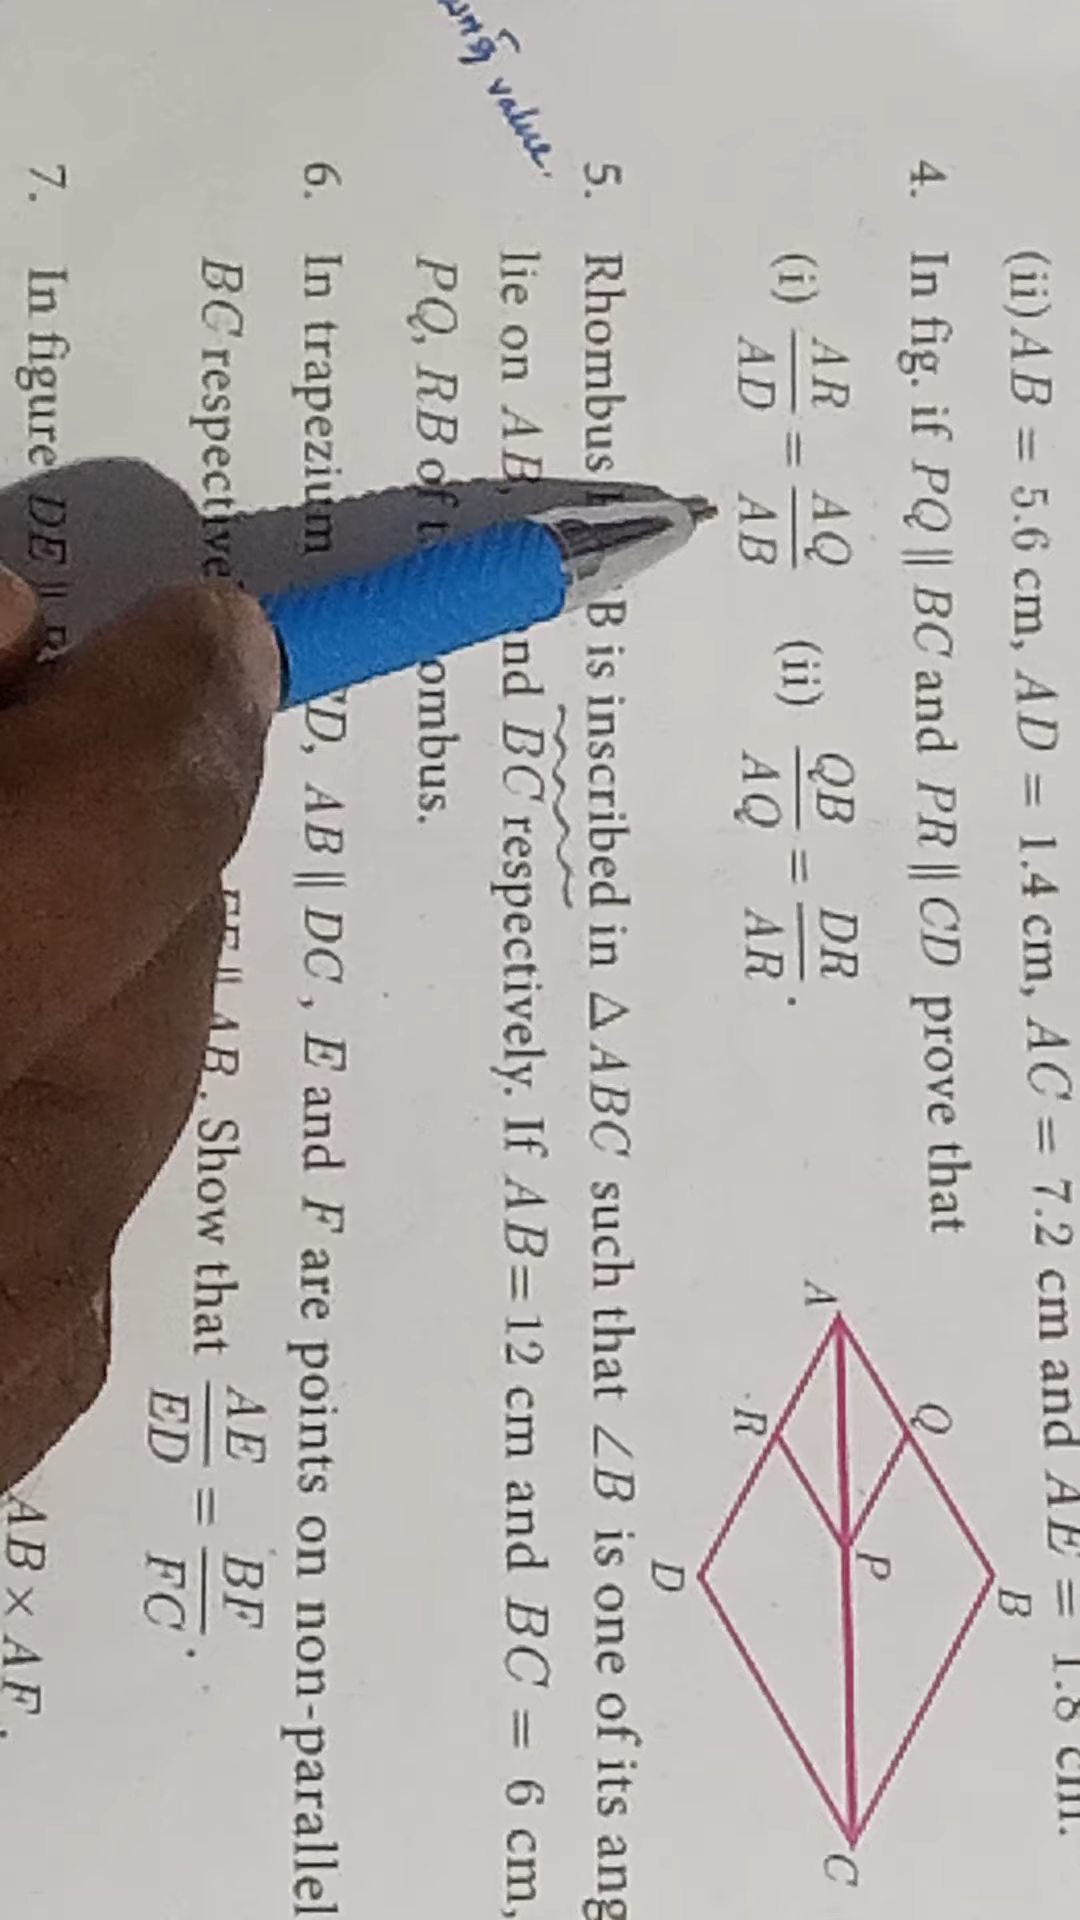 (ii) AB = 5.6 cm, AD = 1.4 cm, AC = 7.2 cm and AE = 1.8 cm.
4. In fig. if PQ || BC and PR || CD prove that
(i) AR/AD = AQ/AB (ii) QB/AQ = DR/AR.
A
Q
B
R
P
D
C
5. Rhombus B is inscribed in △ABC such that ∠B is one of its ang
lie on AB, BC respectively. If AB=12 cm and BC = 6 cm,
PQ, RB of ombus.
value.
6. In trapezium D, AB || DC, E and F are points on non-parallel
BC respective || AB. Show that AE/ED = BF/FC.
7. In figure DE || AB × AF.